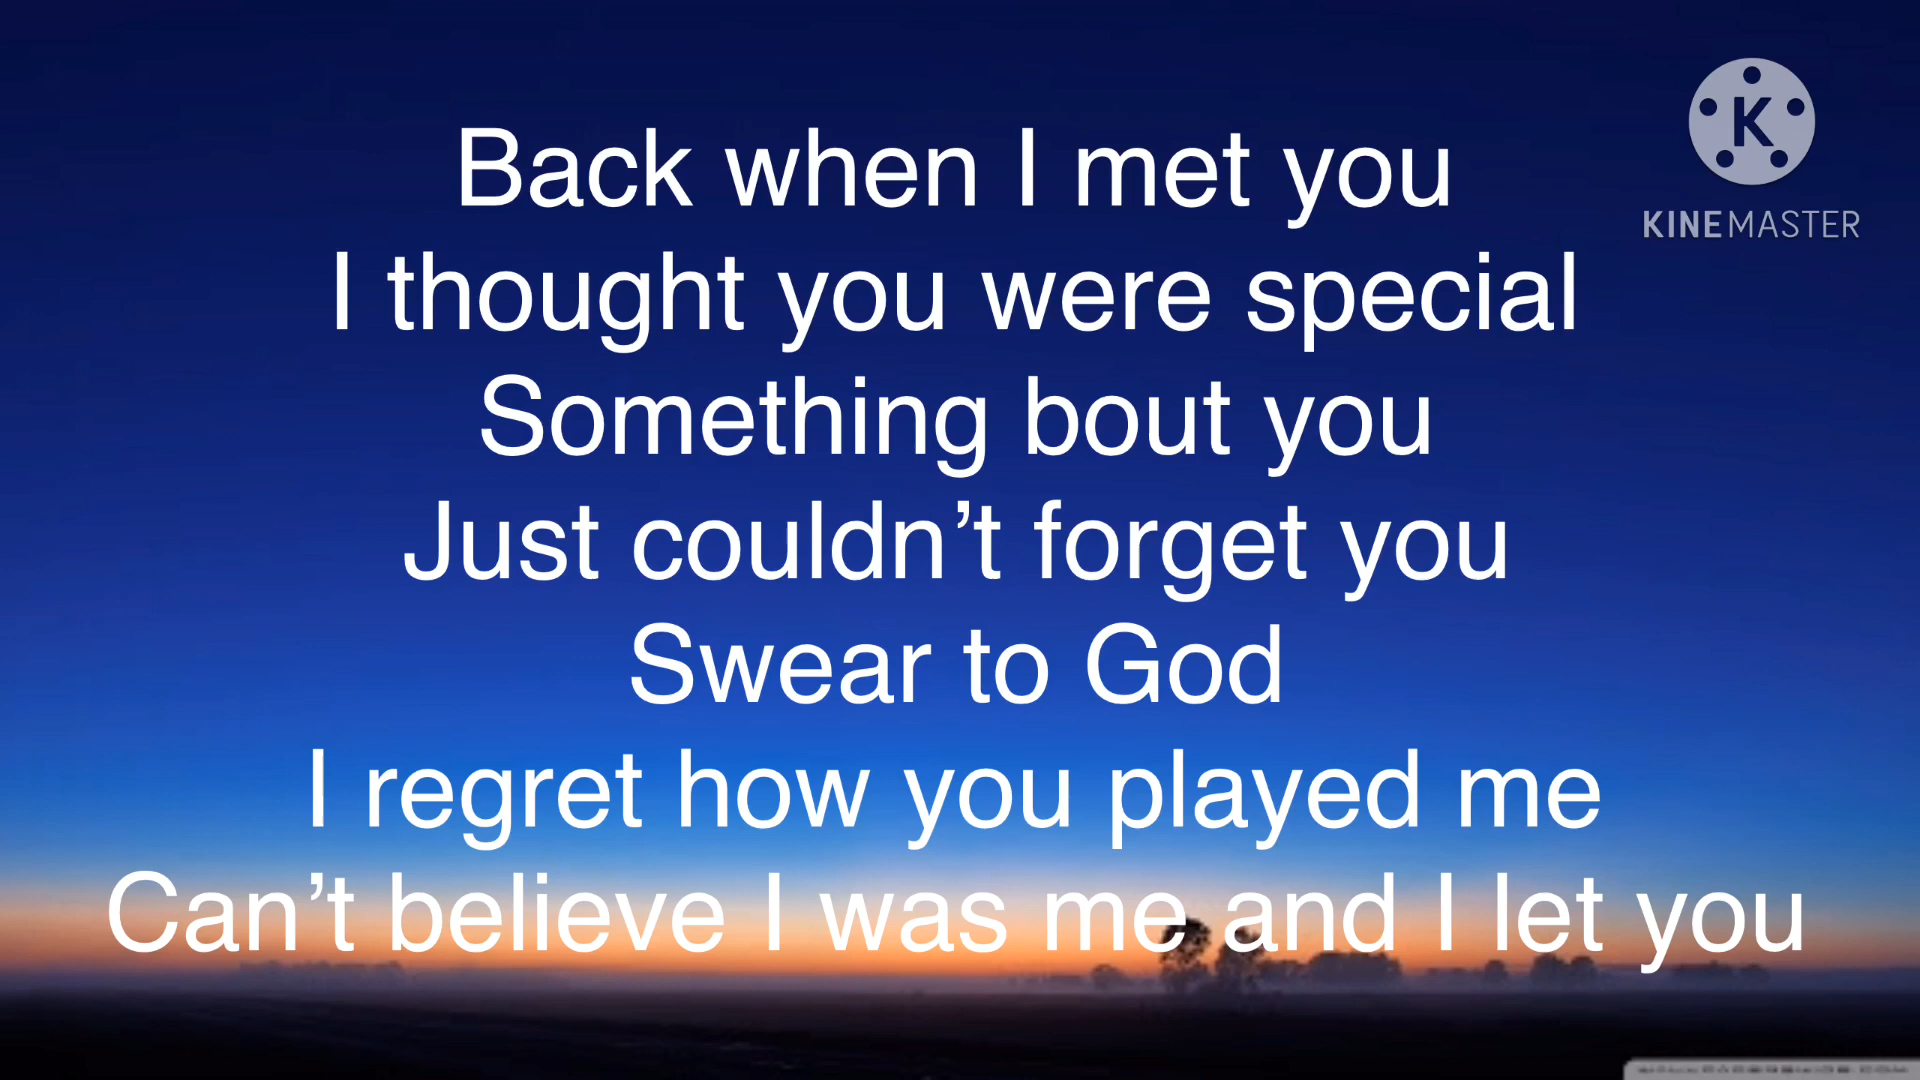 Back when I met you
I thought you were special
Something bout you
Just couldn’t forget you
Swear to God
I regret how you played me
Can’t believe I was me and I let you
K
KINEMASTER